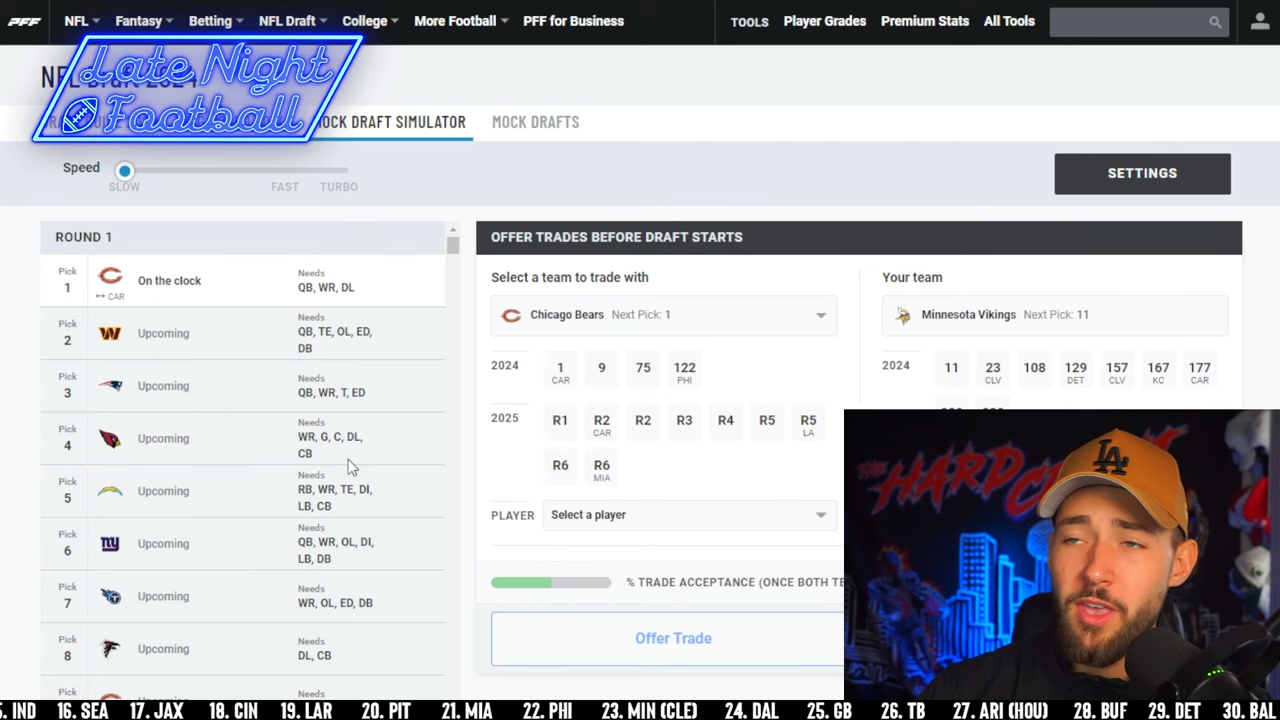 PFF NFL Fantasy Betting NFL Draft College More Football PFF for Business TOOLS Player Grades Premium Stats All Tools
NFL Draft 2024
Late Night
Football
MOCK DRAFT SIMULATOR MOCK DRAFTS
Speed
SLOW FAST TURBO
SETTINGS
ROUND 1
Pick
1
↔ CAR
On the clock
Needs
QB, WR, DL
Pick
2
Upcoming
Needs
QB, TE, OL, ED,
DB
Pick
3
Upcoming
Needs
QB, WR, T, ED
Pick
4
Upcoming
Needs
WR, G, C, DL,
CB
Pick
5
Upcoming
Needs
RB, WR, TE, DI,
LB, CB
Pick
6
Upcoming
Needs
QB, WR, OL, DI,
LB, DB
Pick
7
Upcoming
Needs
WR, OL, ED, DB
Pick
8
Upcoming
Needs
DL, CB
Pick
Needs
OFFER TRADES BEFORE DRAFT STARTS
Select a team to trade with
Chicago Bears Next Pick: 1
2024 1 9 75 122
CAR PHI
2025 R1 R2 R2 R3 R4 R5 R5
CAR LA
R6 R6
MIA
PLAYER Select a player
% TRADE ACCEPTANCE (ONCE BOTH TE
Offer Trade
Your team
Minnesota Vikings Next Pick: 11
2024 11 23 108 129 157 167 177
CLV DET CLV KC CAR
THE HARDCO
LA
5. IND 16. SEA 17. JAX 18. CIN 19. LAR 20. PIT 21. MIA 22. PHI 23. MIN (CLE) 24. DAL 25. GB 26. TB 27. ARI (HOU) 28. BUF 29. DET 30. BAL